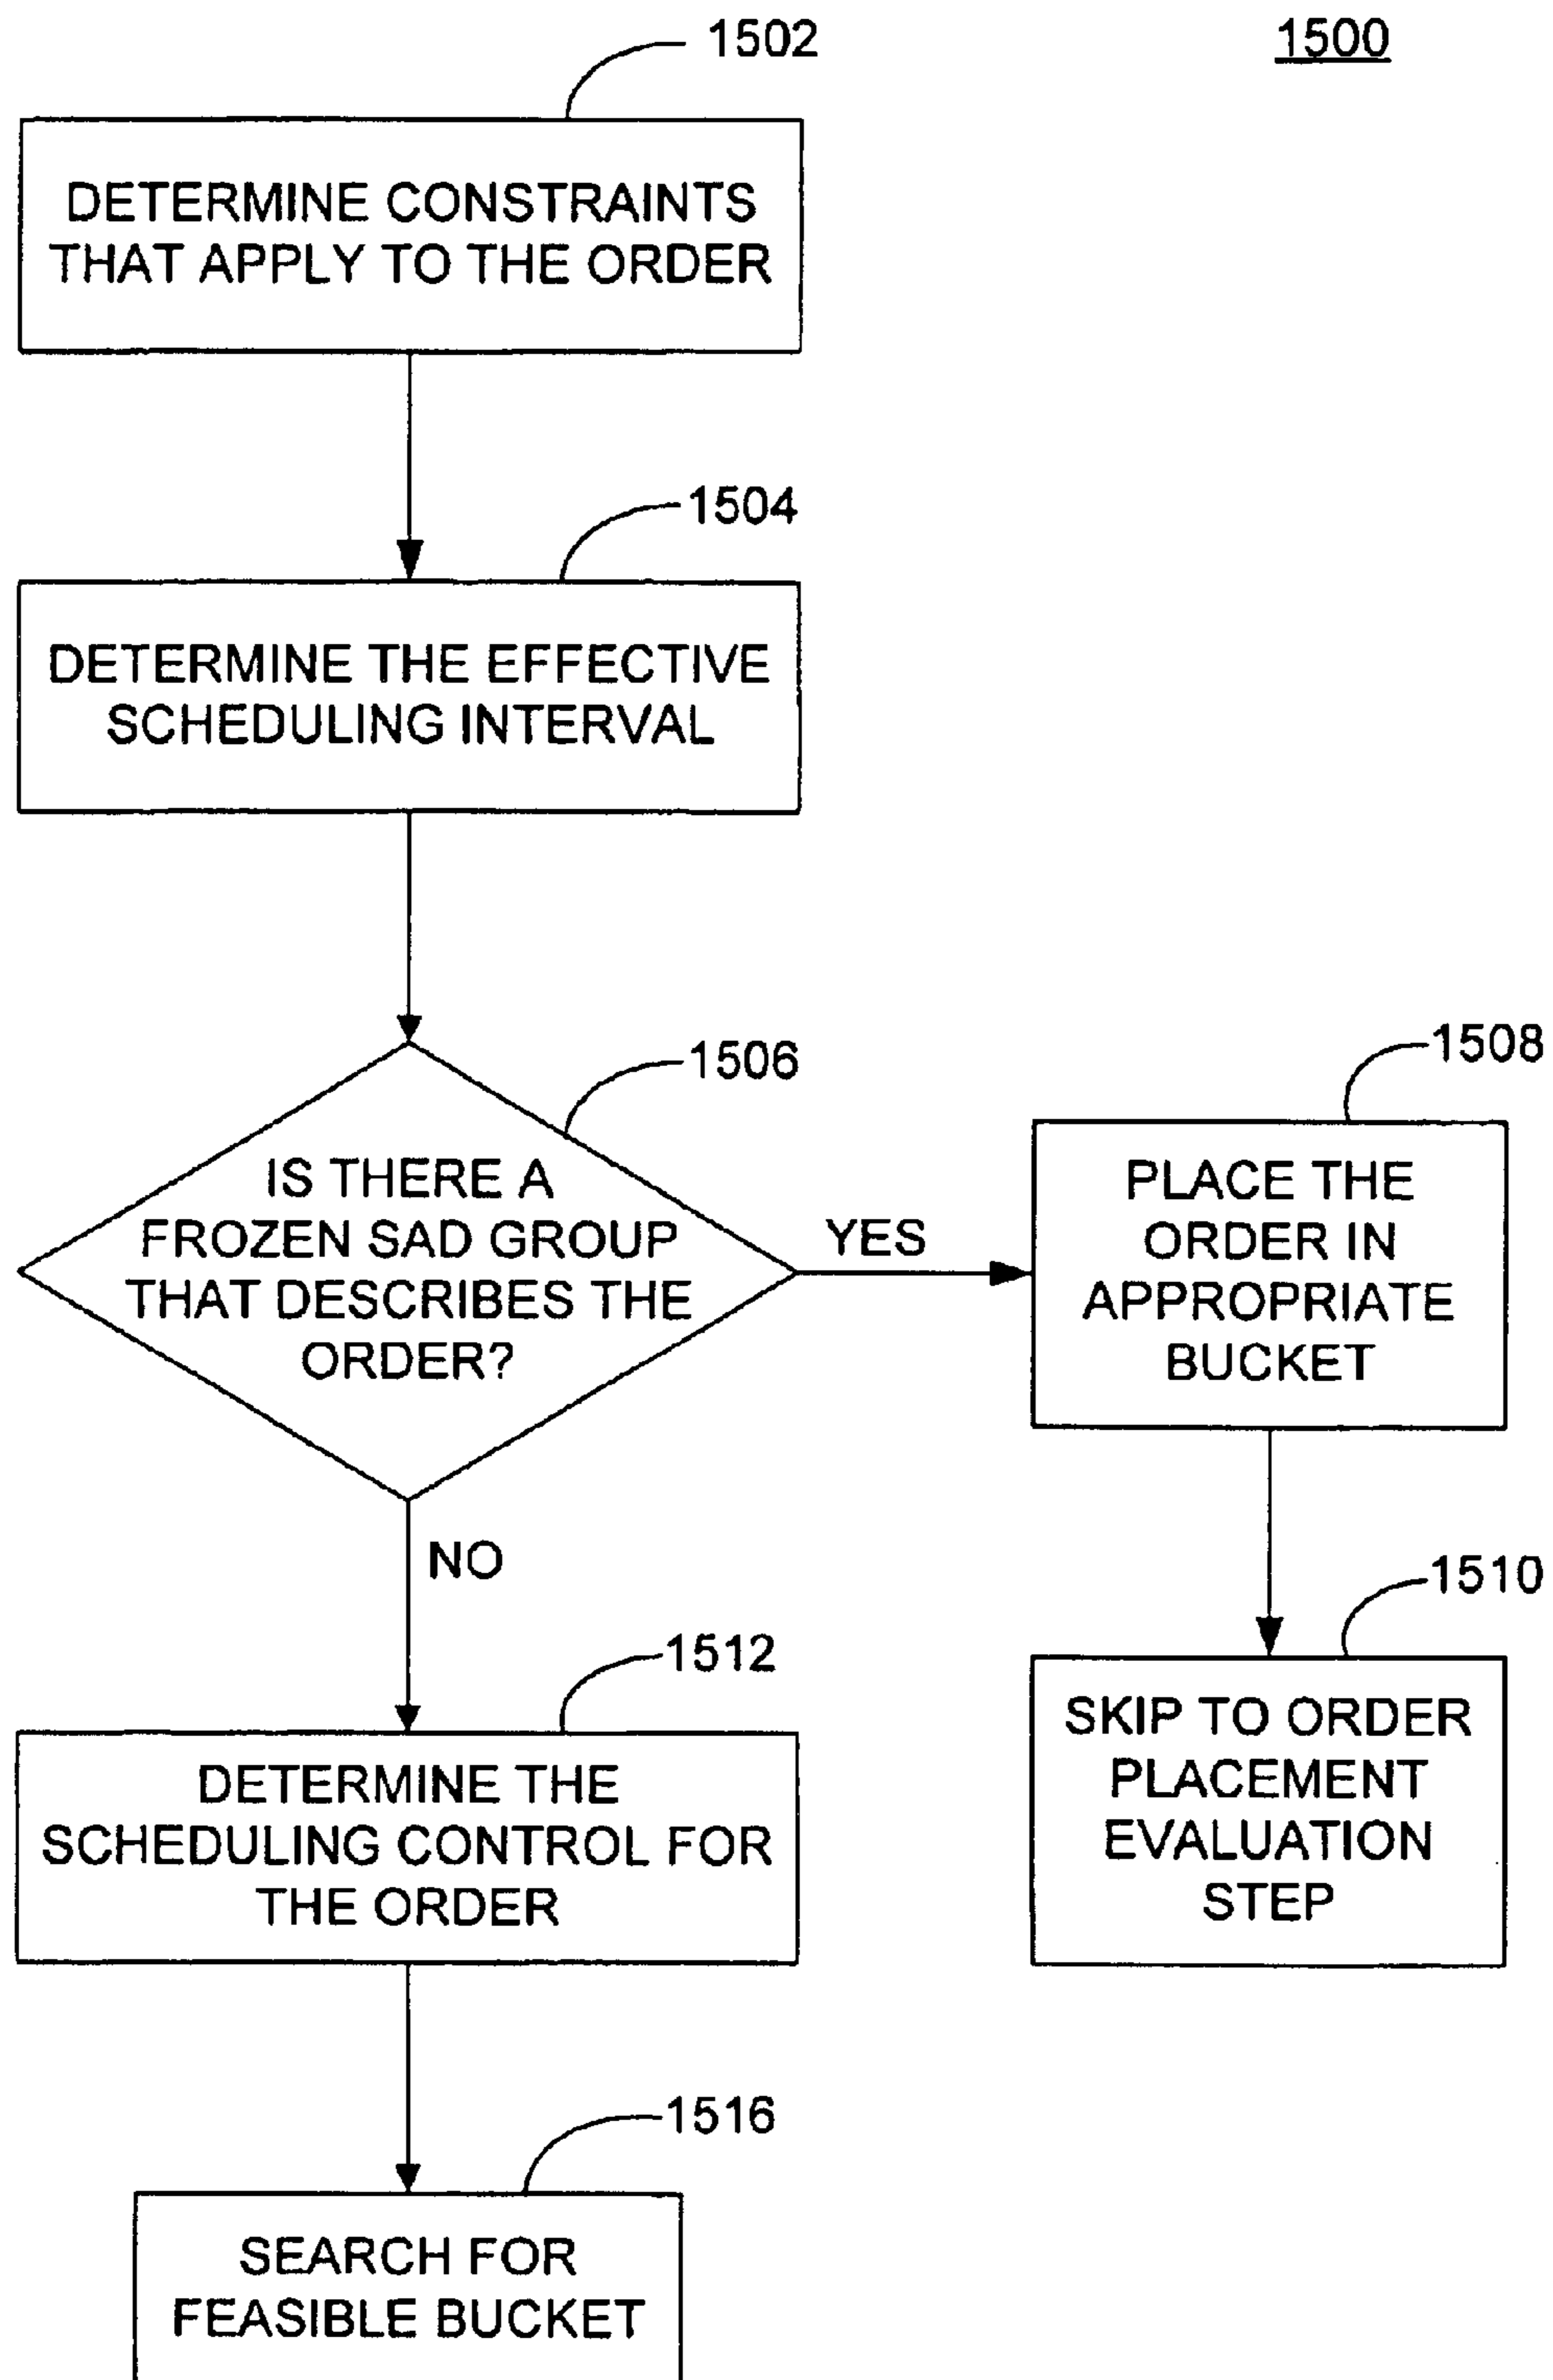 1502
1500
DETERMINE CONSTRAINTS
THAT APPLY TO THE ORDER
1504
DETERMINE THE EFFECTIVE
SCHEDULING INTERVAL
1506
IS THERE A
FROZEN SAD GROUP
THAT DESCRIBES THE
ORDER?
YES
1508
PLACE THE
ORDER IN
APPROPRIATE
BUCKET
NO
1510
SKIP TO ORDER
PLACEMENT
EVALUATION
STEP
1512
DETERMINE THE
SCHEDULING CONTROL FOR
THE ORDER
1516
SEARCH FOR
FEASIBLE BUCKET